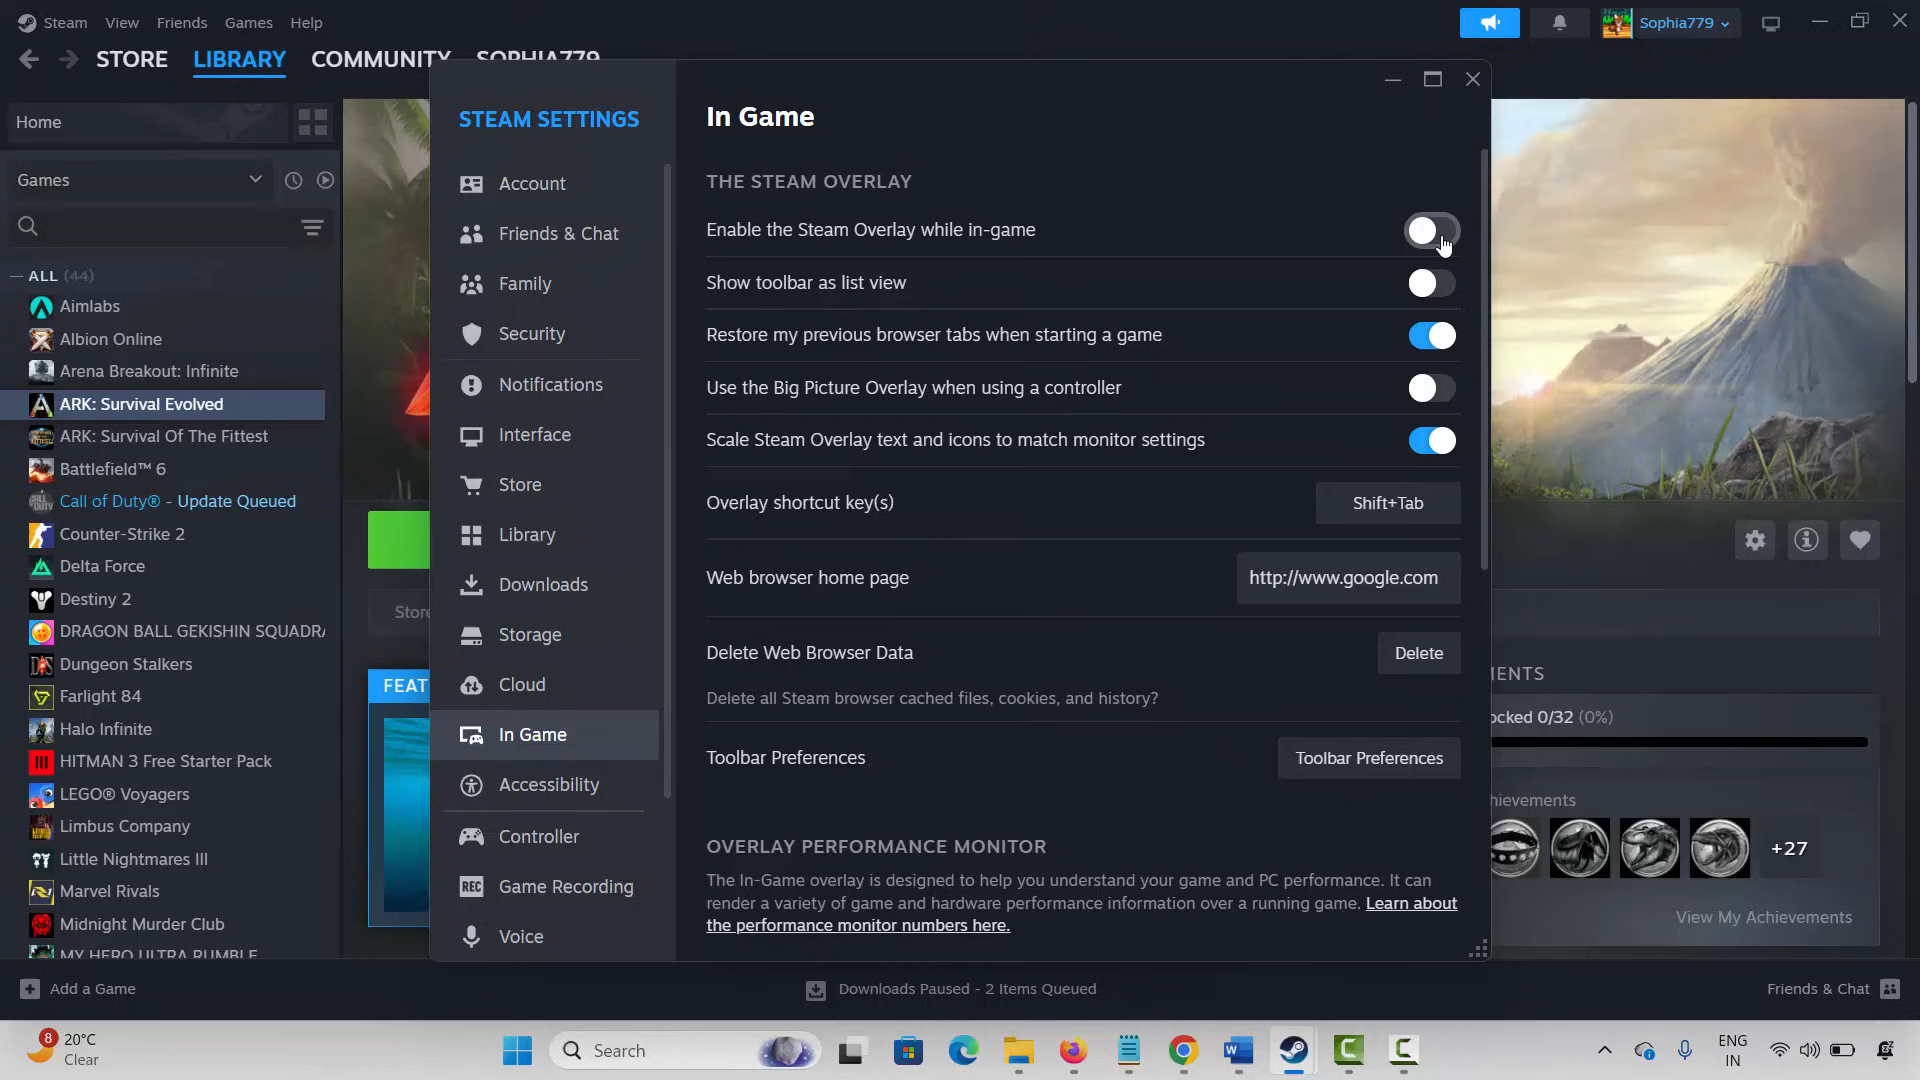 Steam View Friends Games Help
Sophia779
STORE LIBRARY COMMUNITY SOPHIA779
Home
Games
ALL (44)
Aimlabs
Albion Online
Arena Breakout: Infinite
ARK: Survival Evolved
ARK: Survival Of The Fittest
Battlefield™ 6
Call of Duty® - Update Queued
Counter-Strike 2
Delta Force
Destiny 2
DRAGON BALL GEKISHIN SQUADRA
Dungeon Stalkers
Farlight 84
Halo Infinite
HITMAN 3 Free Starter Pack
LEGO® Voyagers
Limbus Company
Little Nightmares III
Marvel Rivals
Midnight Murder Club
MY HERO ULTRA RUMBLE
Store
FEAT
STEAM SETTINGS
Account
Friends & Chat
Family
Security
Notifications
Interface
Store
Library
Downloads
Storage
Cloud
In Game
Accessibility
Controller
REC Game Recording
Voice
In Game
THE STEAM OVERLAY
Enable the Steam Overlay while in-game
Show toolbar as list view
Restore my previous browser tabs when starting a game
Use the Big Picture Overlay when using a controller
Scale Steam Overlay text and icons to match monitor settings
Overlay shortcut key(s) Shift+Tab
Web browser home page http://www.google.com
Delete Web Browser Data Delete
Delete all Steam browser cached files, cookies, and history?
Toolbar Preferences Toolbar Preferences
OVERLAY PERFORMANCE MONITOR
The In-Game overlay is designed to help you understand your game and PC performance. It can
render a variety of game and hardware performance information over a running game. Learn about
the performance monitor numbers here.
MENTS
ocked 0/32 (0%)
hievements
+27
View My Achievements
Add a Game
Downloads Paused - 2 Items Queued
Friends & Chat
8
20°C
Clear
Search
ENG
IN